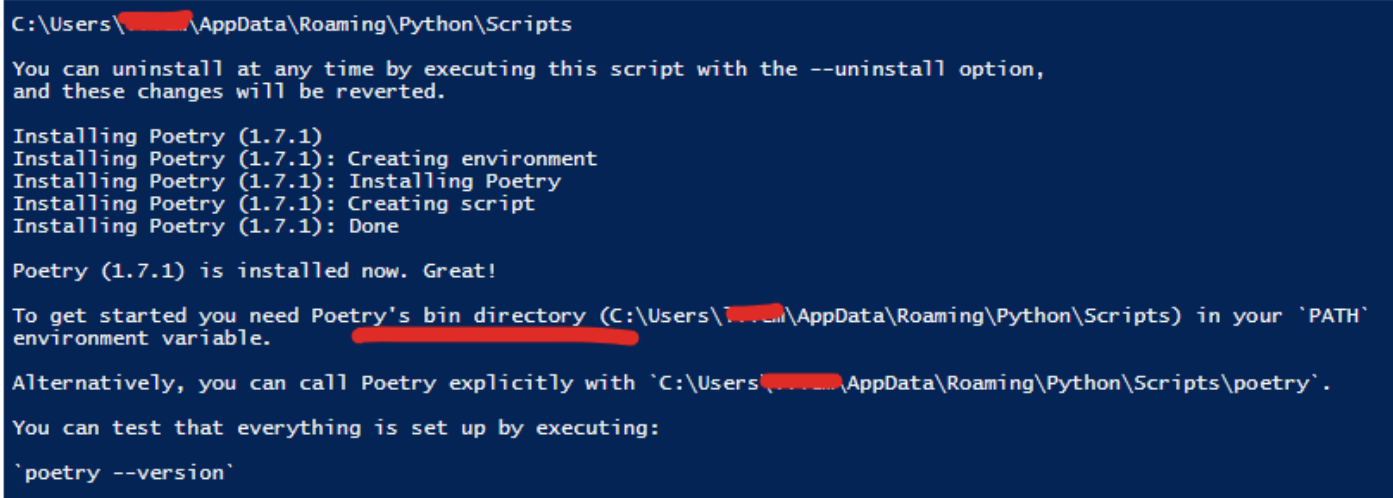 C:\Users\ \AppData\Roaming\Python\Scripts
You can uninstall at any time by executing this script with the --uninstall option,
and these changes will be reverted.
Installing Poetry (1.7.1)
Installing Poetry (1.7.1): Creating environment
Installing Poetry (1.7.1): Installing Poetry
Installing Poetry (1.7.1): Creating script
Installing Poetry (1.7.1): Done
Poetry (1.7.1) is installed now. Great!
To get started you need Poetry's bin directory (C:\Users\ \AppData\Roaming\Python\Scripts) in your `PATH`
environment variable.
Alternatively, you can call Poetry explicitly with `C:\Users\ \AppData\Roaming\Python\Scripts\poetry`.
You can test that everything is set up by executing:
`poetry --version`